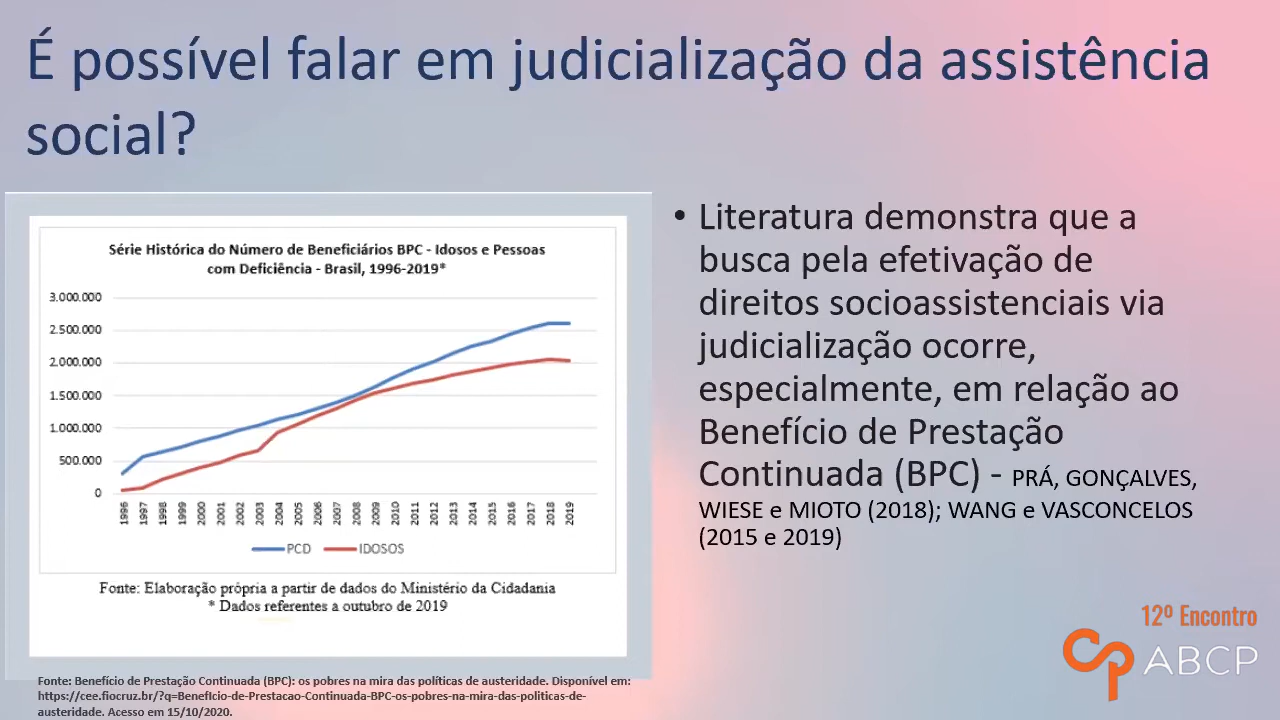 É possível falar em judicialização da assistência
social?
Série Histórica do Número de Beneficiários BPC - Idosos e Pessoas
com Deficiência - Brasil, 1996-2019*
3.000.000
2.500.000
2.000.000
1.500.000
1.000.000
500.000
0
1996 1997 1998 1999 2000 2001 2002 2003 2004 2005 2006 2007 2008 2009 2010 2011 2012 2013 2014 2015 2016 2017 2018 2019
PCD IDOSOS
Fonte: Elaboração própria a partir de dados do Ministério da Cidadania
* Dados referentes a outubro de 2019
Fonte: Benefício de Prestação Continuada (BPC): os pobres na mira das políticas de austeridade. Disponível em:
https://cee.fiocruz.br/?q=Beneficio-de-Prestacao-Continuada-BPC-os-pobres-na-mira-das-politicas-de-
austeridade. Acesso em 15/10/2020.
• Literatura demonstra que a
busca pela efetivação de
direitos socioassistenciais via
judicialização ocorre,
especialmente, em relação ao
Benefício de Prestação
Continuada (BPC) - PRÁ, GONÇALVES,
WIESE e MIOTO (2018); WANG e VASCONCELOS
(2015 e 2019)
12º Encontro
ABCP